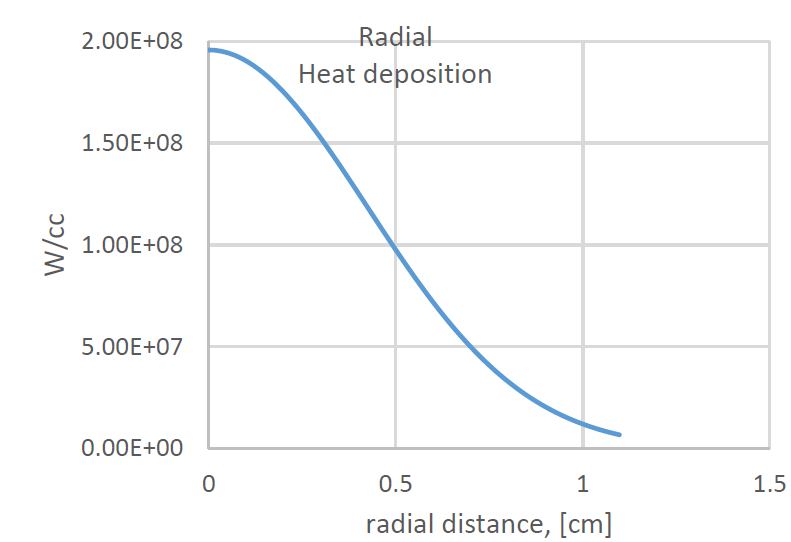 Radial
Heat deposition
2.00E+08
1.50E+08
1.00E+08
5.00E+07
0.00E+00
W/cc
0 0.5 1 1.5
radial distance, [cm]